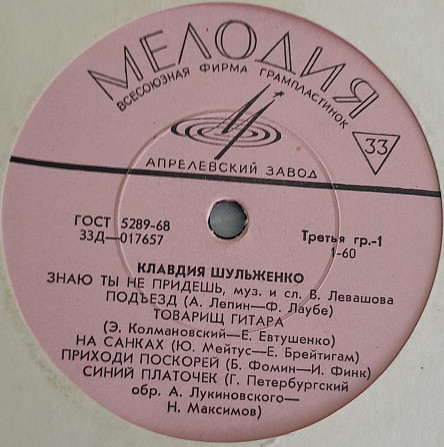 МЕЛОДИЯ
ВСЕСОЮЗНАЯ ФИРМА ГРАМПЛАСТИНОК
33
АПРЕЛЕВСКИЙ ЗАВОД
ГОСТ 5289-68
33Д—017657
Третья гр.-1
1-60
КЛАВДИЯ ШУЛЬЖЕНКО
ЗНАЮ ТЫ НЕ ПРИДЕШЬ, муз. и сл. В. Левашова
ПОДЪЕЗД (А. Лепин—Ф. Лаубе)
ТОВАРИЩ ГИТАРА
(Э. Колмановский—Е. Евтушенко)
НА САНКАХ (Ю. Мейтус—Е. Брейтигам)
ПРИХОДИ ПОСКОРЕЙ (Б. Фомин—И. Финк)
СИНИЙ ПЛАТОЧЕК (Г. Петербургский
обр. А. Лукиновского—
Н. Максимов)